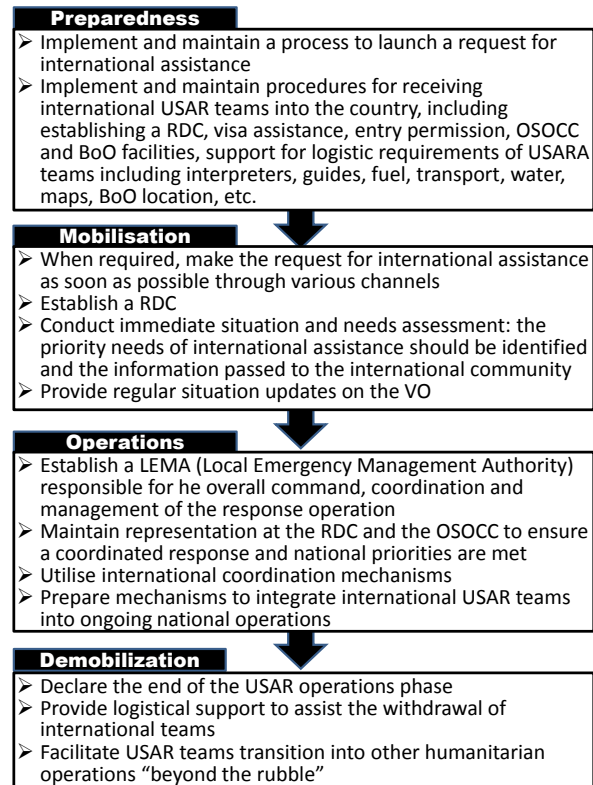 Preparedness
➢ Implement and maintain a process to launch a request for
international assistance
➢ Implement and maintain procedures for receiving
international USAR teams into the country, including
establishing a RDC, visa assistance, entry permission, OSOCC
and BoO facilities, support for logistic requirements of USARA
teams including interpreters, guides, fuel, transport, water,
maps, BoO location, etc.
Mobilisation
➢ When required, make the request for international assistance
as soon as possible through various channels
➢ Establish a RDC
➢ Conduct immediate situation and needs assessment: the
priority needs of international assistance should be identified
and the information passed to the international community
➢ Provide regular situation updates on the VO
Operations
➢ Establish a LEMA (Local Emergency Management Authority)
responsible for he overall command, coordination and
management of the response operation
➢ Maintain representation at the RDC and the OSOCC to ensure
a coordinated response and national priorities are met
➢ Utilise international coordination mechanisms
➢ Prepare mechanisms to integrate international USAR teams
into ongoing national operations
Demobilization
➢ Declare the end of the USAR operations phase
➢ Provide logistical support to assist the withdrawal of
international teams
➢ Facilitate USAR teams transition into other humanitarian
operations “beyond the rubble”